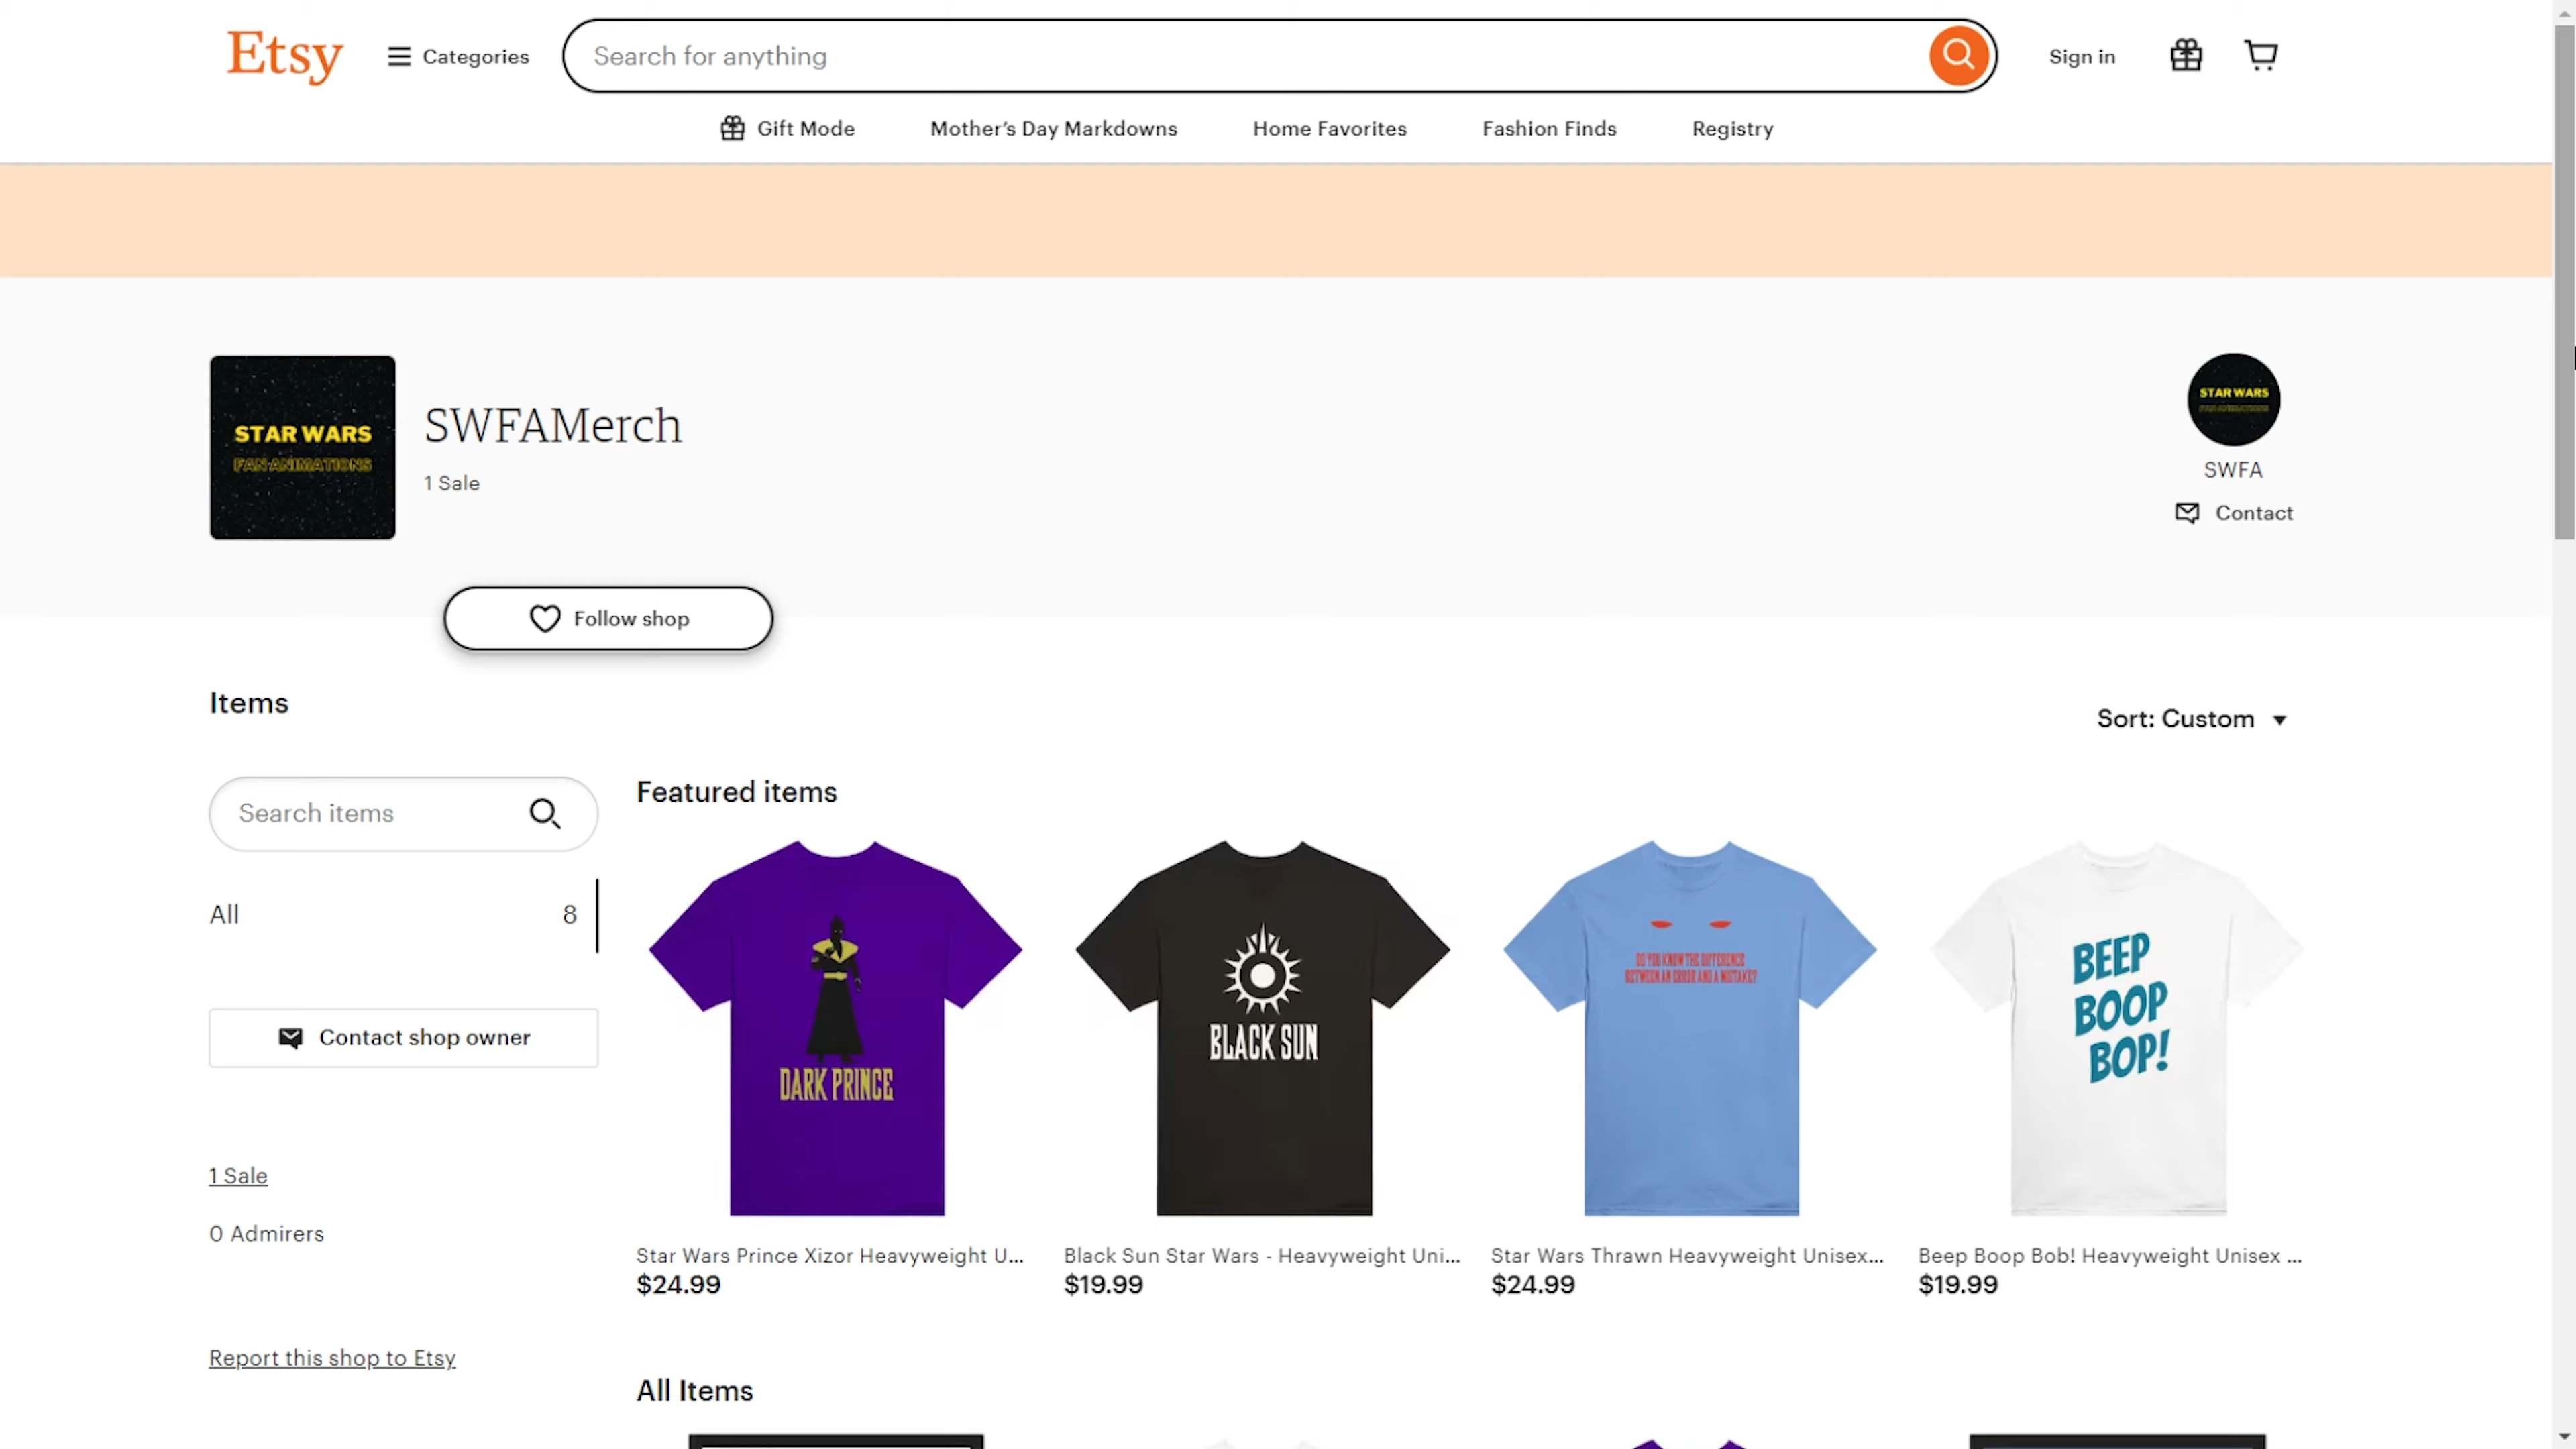 Etsy
Categories
Search for anything
Sign in
Gift Mode
Mother's Day Markdowns
Home Favorites
Fashion Finds
Registry
STAR WARS
FAN ANIMATIONS
SWFAMerch
1 Sale
STAR WARS
SWFA
Contact
Follow shop
Items
Sort: Custom
Search items
All 8
Contact shop owner
1 Sale
0 Admirers
Report this shop to Etsy
Featured items
DARK PRINCE
Star Wars Prince Xizor Heavyweight U...
$24.99
BLACK SUN
Black Sun Star Wars - Heavyweight Uni...
$19.99
DO YOU KNOW THE DIFFERENCE
BETWEEN AN ERROR AND A MISTAKE?
Star Wars Thrawn Heavyweight Unisex...
$24.99
BEEP
BOOP
BOP!
Beep Boop Bob! Heavyweight Unisex ...
$19.99
All Items